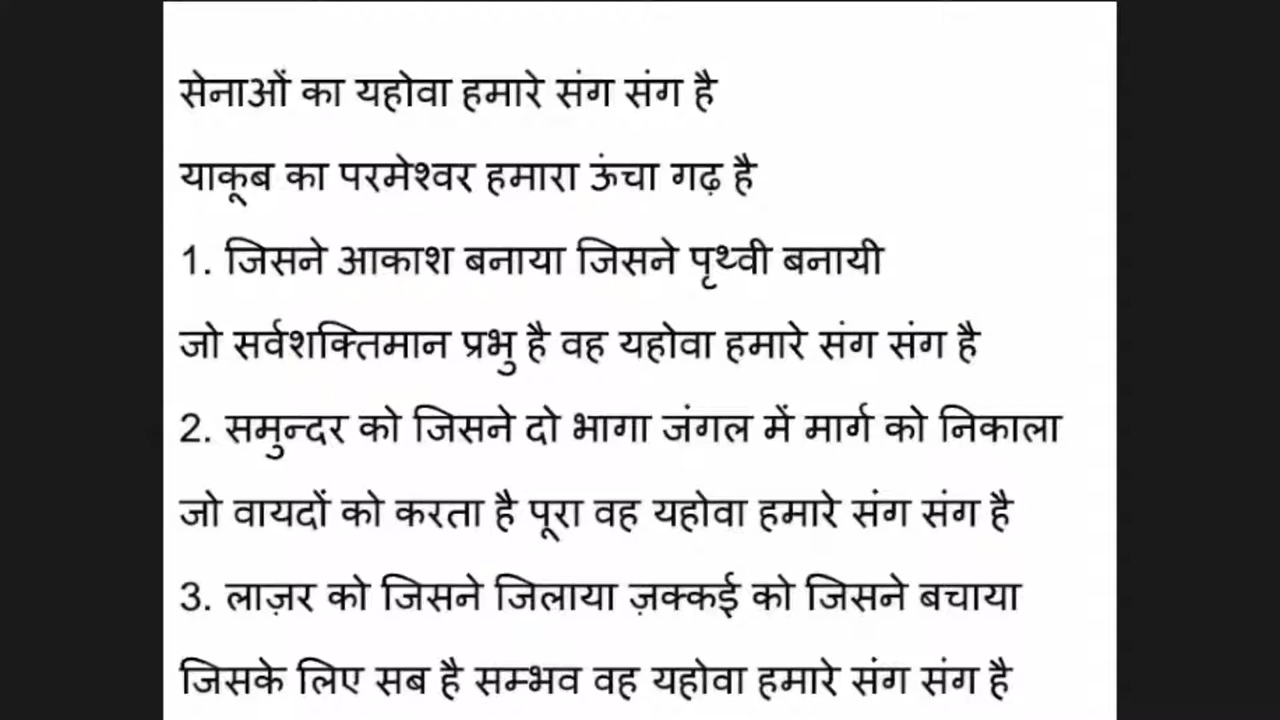 सेनाओं का यहोवा हमारे संग संग है
याकूब का परमेश्वर हमारा ऊंचा गढ़ है
1. जिसने आकाश बनाया जिसने पृथ्वी बनायी
जो सर्वशक्तिमान प्रभु है वह यहोवा हमारे संग संग है
2. समुन्दर को जिसने दो भागा जंगल में मार्ग को निकाला
जो वायदों को करता है पूरा वह यहोवा हमारे संग संग है
3. लाज़र को जिसने जिलाया ज़क्कई को जिसने बचाया
जिसके लिए सब है सम्भव वह यहोवा हमारे संग संग है